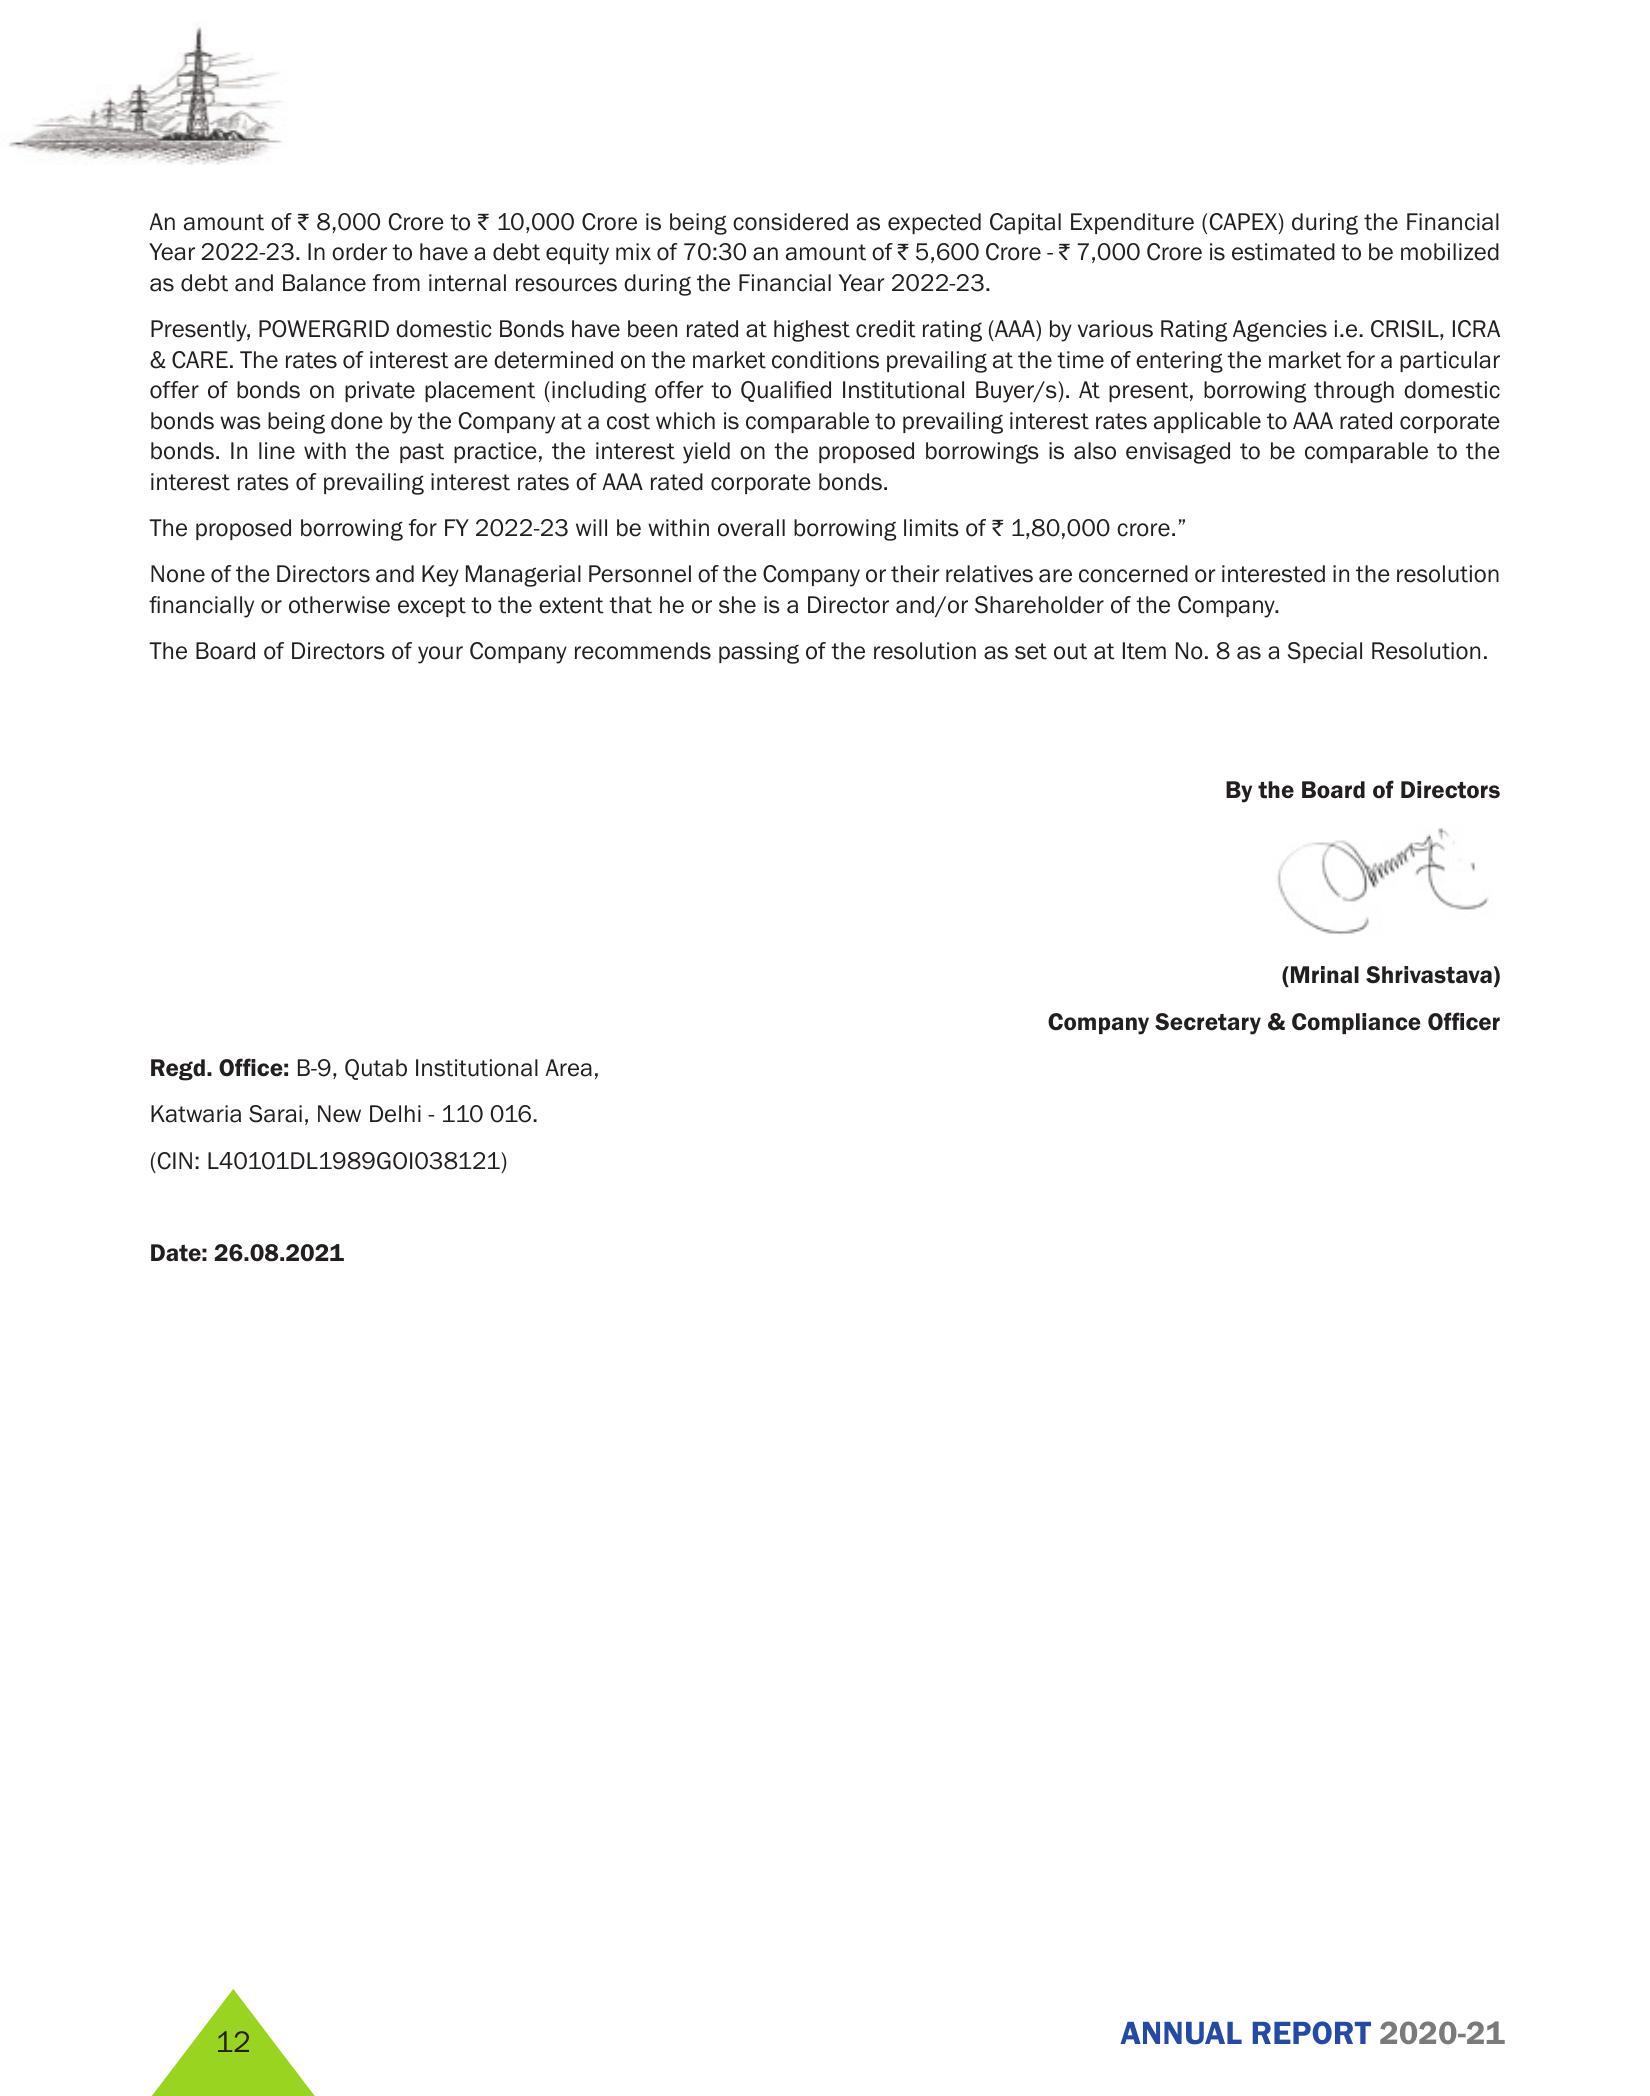 An amount of ₹ 8,000 Crore to ₹ 10,000 Crore is being considered as expected Capital Expenditure (CAPEX) during the Financial
Year 2022-23. In order to have a debt equity mix of 70:30 an amount of ₹ 5,600 Crore - ₹ 7,000 Crore is estimated to be mobilized
as debt and Balance from internal resources during the Financial Year 2022-23.
Presently, POWERGRID domestic Bonds have been rated at highest credit rating (AAA) by various Rating Agencies i.e. CRISIL, ICRA
& CARE. The rates of interest are determined on the market conditions prevailing at the time of entering the market for a particular
offer of bonds on private placement (including offer to Qualified Institutional Buyer/s). At present, borrowing through domestic
bonds was being done by the Company at a cost which is comparable to prevailing interest rates applicable to AAA rated corporate
bonds. In line with the past practice, the interest yield on the proposed borrowings is also envisaged to be comparable to the
interest rates of prevailing interest rates of AAA rated corporate bonds.
The proposed borrowing for FY 2022-23 will be within overall borrowing limits of ₹ 1,80,000 crore.”
None of the Directors and Key Managerial Personnel of the Company or their relatives are concerned or interested in the resolution
financially or otherwise except to the extent that he or she is a Director and/or Shareholder of the Company.
The Board of Directors of your Company recommends passing of the resolution as set out at Item No. 8 as a Special Resolution.
By the Board of Directors
(Mrinal Shrivastava)
Company Secretary & Compliance Officer
Regd. Office: B-9, Qutab Institutional Area,
Katwaria Sarai, New Delhi - 110 016.
(CIN: L40101DL1989GOI038121)
Date: 26.08.2021
12
ANNUAL REPORT 2020-21